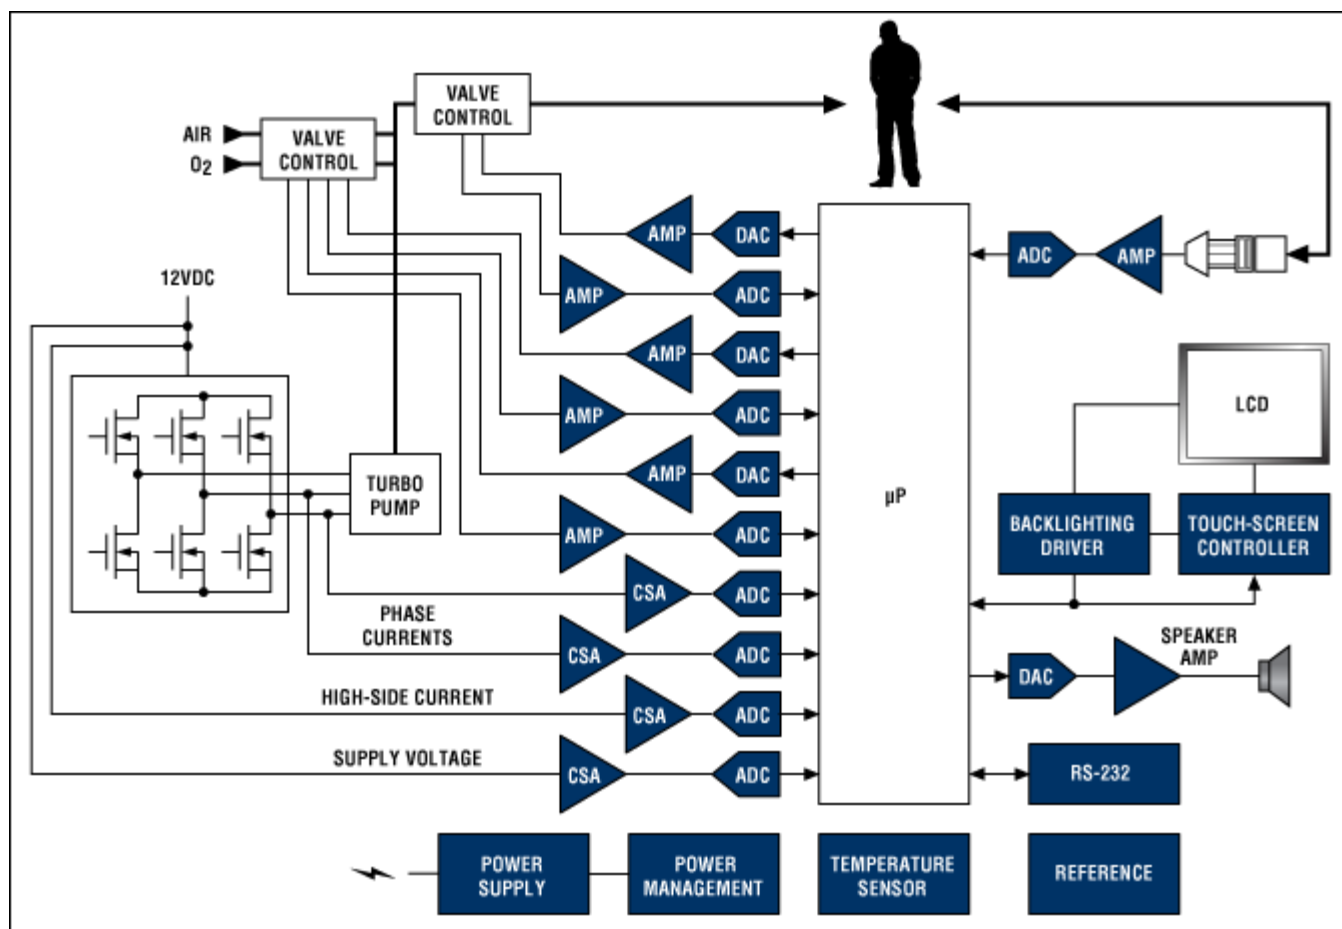 VALVE
CONTROL
AIR
O2
VALVE
CONTROL
AMP
DAC
ADC
AMP
12VDC
AMP
ADC
AMP
DAC
LCD
AMP
ADC
TURBO
PUMP
AMP
DAC
µP
BACKLIGHTING
DRIVER
TOUCH-SCREEN
CONTROLLER
AMP
ADC
CSA
ADC
PHASE
CURRENTS
CSA
ADC
SPEAKER
AMP
DAC
HIGH-SIDE CURRENT
CSA
ADC
SUPPLY VOLTAGE
CSA
ADC
RS-232
POWER
SUPPLY
POWER
MANAGEMENT
TEMPERATURE
SENSOR
REFERENCE